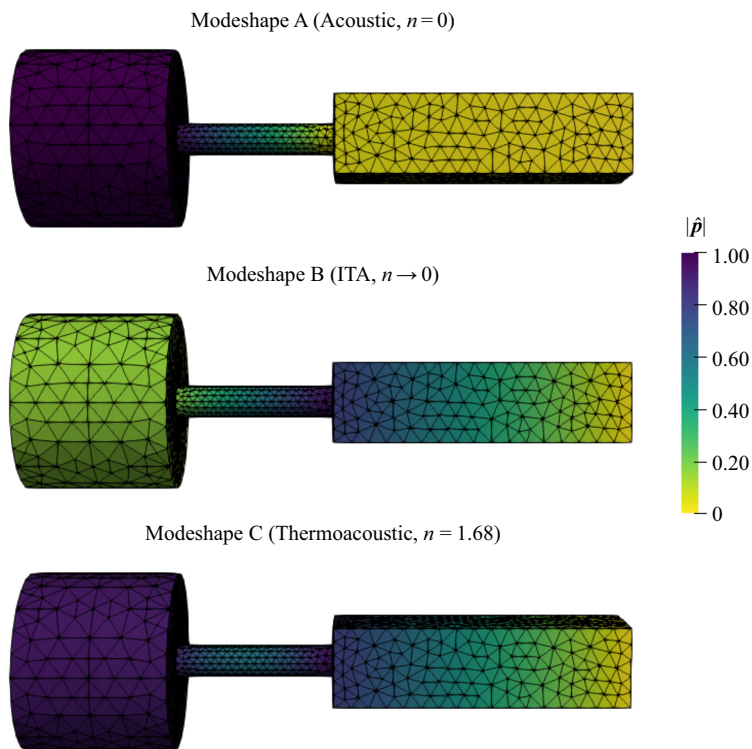 Modeshape A (Acoustic, n = 0)
Modeshape B (ITA, n → 0)
|p̂|
1.00
0.80
0.60
0.40
0.20
0
Modeshape C (Thermoacoustic, n = 1.68)